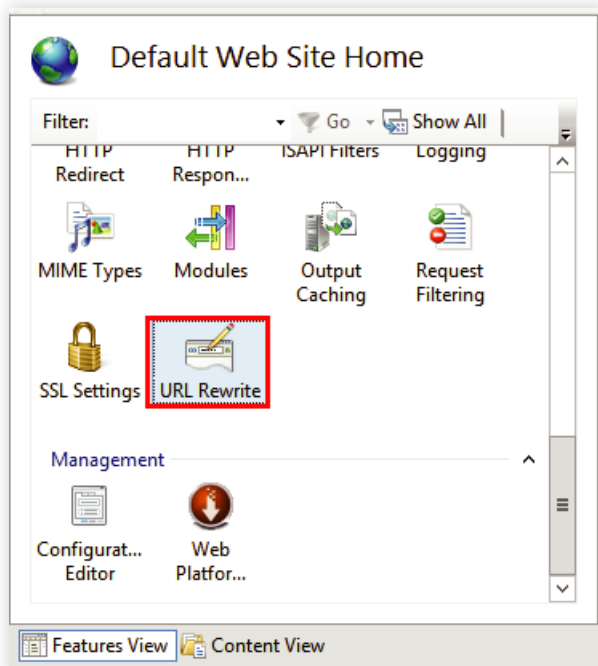 Default Web Site Home
Filter: Go Show All
HTTP HTTP ISAPI Filters Logging
Redirect Respon...
MIME Types Modules Output Request
Caching Filtering
SSL Settings URL Rewrite
Management
Configurat... Web
Editor Platfor...
Features View Content View